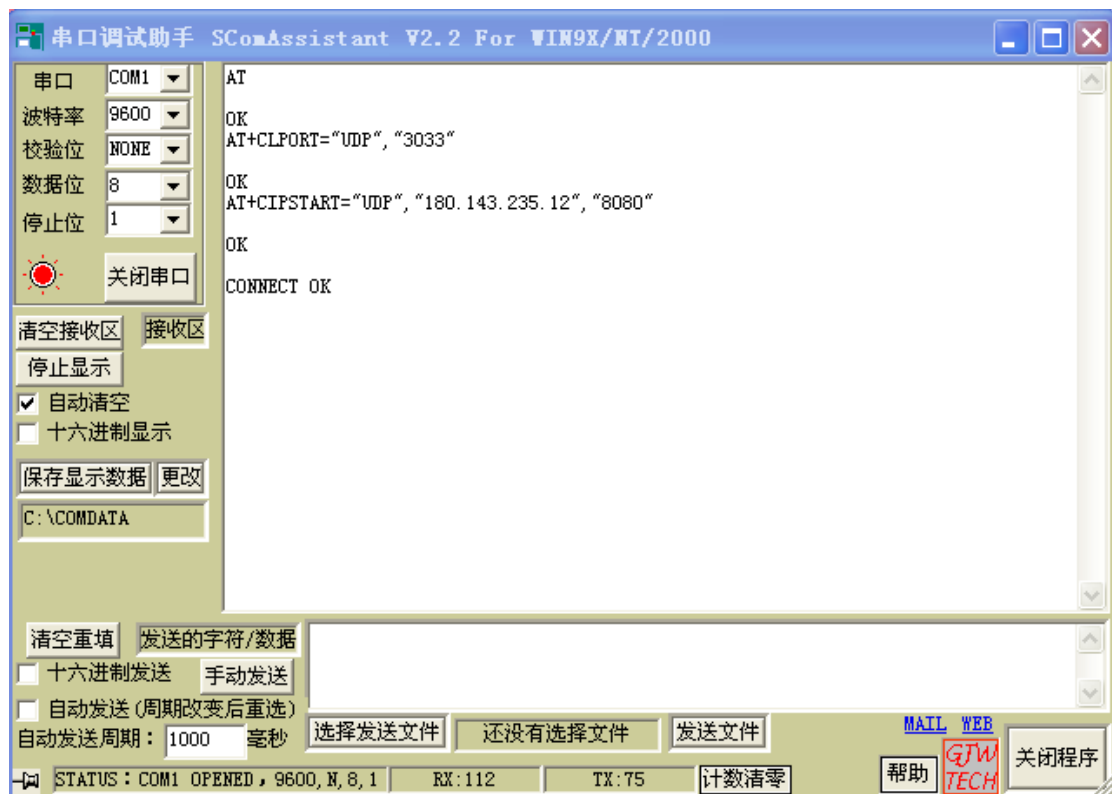 串口调试助手 SComAssistant V2.2 For WIN9X/NT/2000
串口 COM1
波特率 9600
校验位 NONE
数据位 8
停止位 1
关闭串口
清空接收区 接收区
停止显示
自动清空
十六进制显示
保存显示数据 更改
C:\COMDATA
AT
OK
AT+CLPORT="UDP","3033"
OK
AT+CIPSTART="UDP","180.143.235.12","8080"
OK
CONNECT OK
清空重填 发送的字符/数据
十六进制发送 手动发送
自动发送(周期改变后重选)
自动发送周期： 1000 毫秒
选择发送文件 还没有选择文件 发送文件
MAIL WEB
帮助 GJW TECH 关闭程序
STATUS：COM1 OPENED，9600,N,8,1 RX:112 TX:75 计数清零